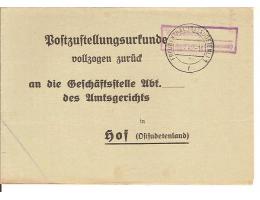 Postzustellungsurkunde
vollzogen zurück
an die Geschäftsstelle Abt.
des Amtsgerichts
in
Hof (Ostsudetenland)